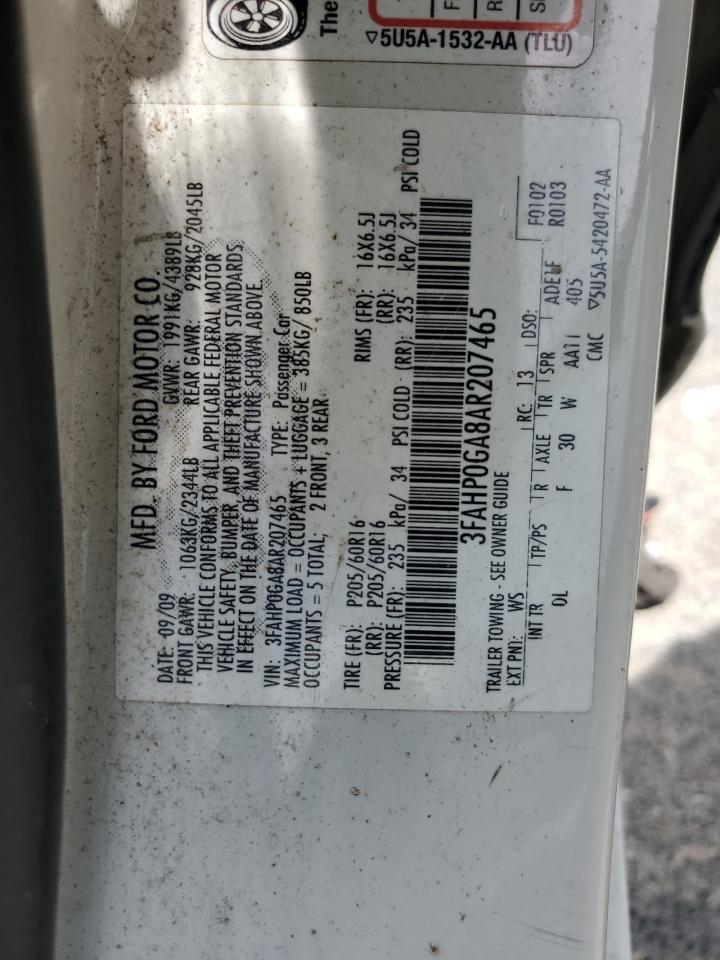 The
F
R
SI
▽5U5A-1532-AA (TLU)
MFD. BY FORD MOTOR CO.
DATE: 09/09 GVWR: 1991KG/4389LB
FRONT GAWR: 1063KG/2344LB REAR GAWR: 928KG/2045LB
THIS VEHICLE CONFORMS TO ALL APPLICABLE FEDERAL MOTOR
VEHICLE SAFETY, BUMPER, AND THEFT PREVENTION STANDARDS
IN EFFECT ON THE DATE OF MANUFACTURE SHOWN ABOVE.
VIN: 3FAHP0GA8AR207465 TYPE: Passenger Car
MAXIMUM LOAD = OCCUPANTS + LUGGAGE = 385KG/ 850LB
OCCUPANTS = 5 TOTAL; 2 FRONT, 3 REAR
TIRE (FR): P205/60R16 RIMS (FR): 16X6.5J
(RR): P205/60R16 (RR): 16X6.5J
PRESSURE (FR): 235 kPa/ 34 PSI COLD (RR): 235 kPa/ 34 PSI COLD
3FAHP0GA8AR207465
TRAILER TOWING - SEE OWNER GUIDE
EXT PNT: WS RC: 13 DSO: F0102
R0103
INT TR TP/PS R AXLE TR SPR ADELF
OL F 30 W AA11 405
CMC ▽5U5A-5420472-AA